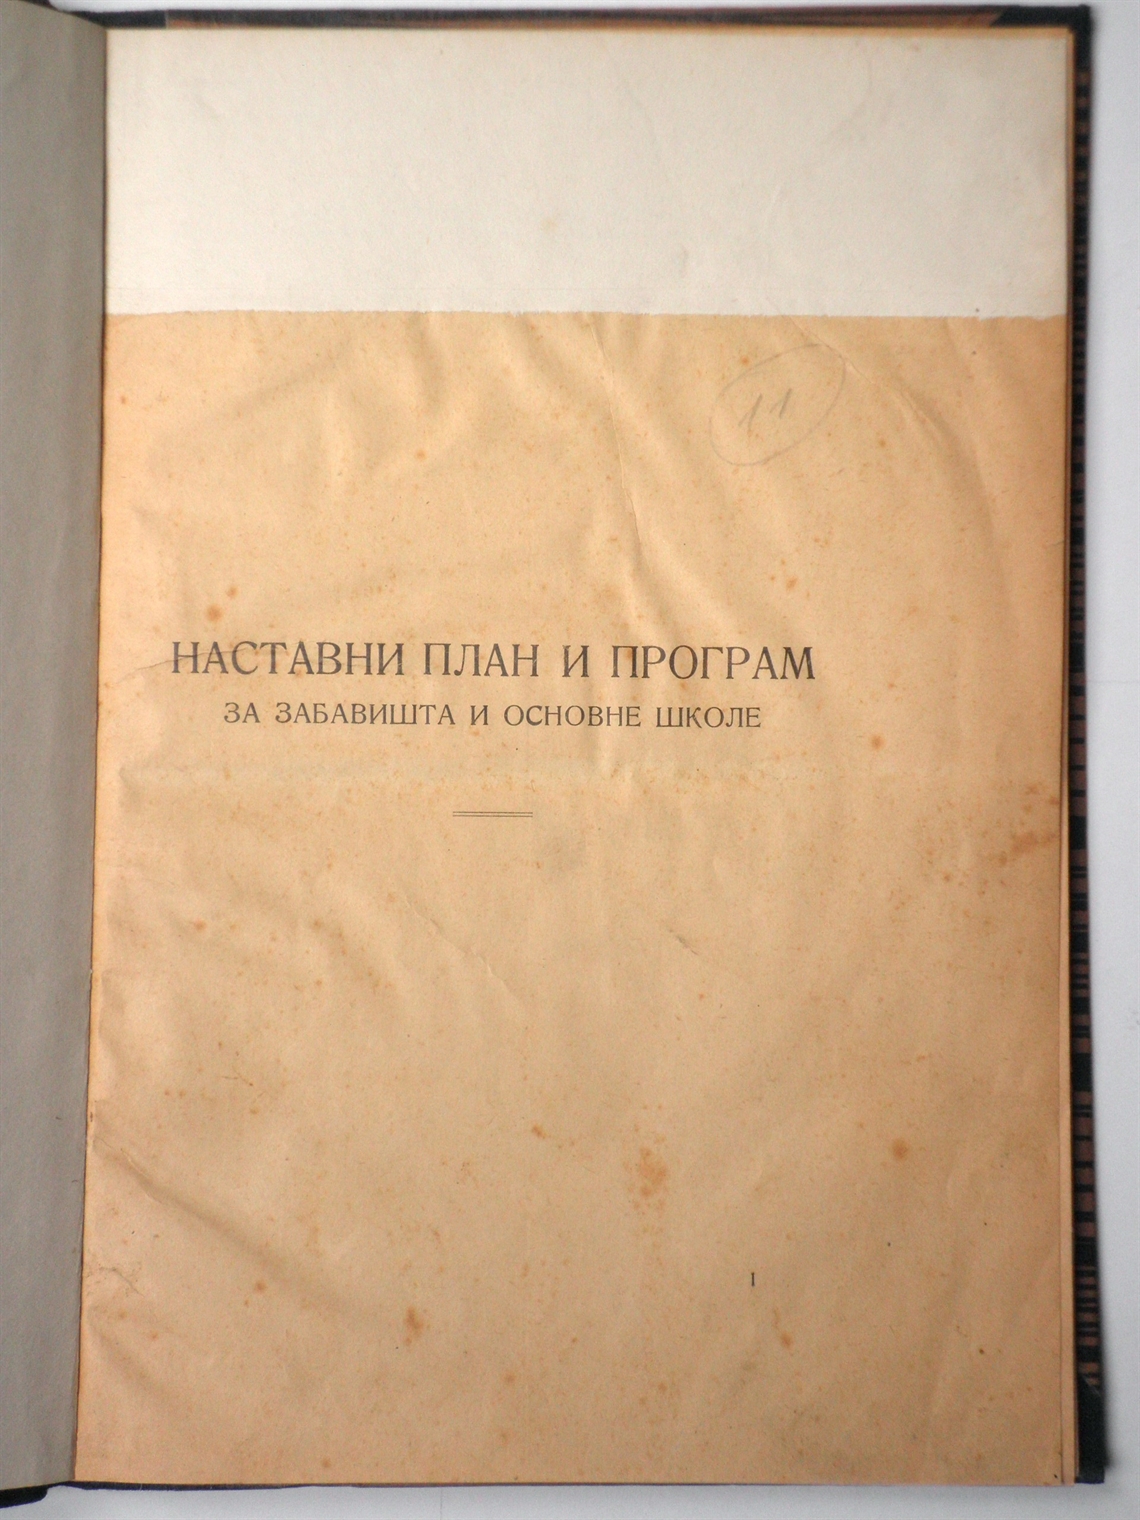 11
НАСТАВНИ ПЛАН И ПРОГРАМ
ЗА ЗАБАВИШТА И ОСНОВНЕ ШКОЛЕ
I